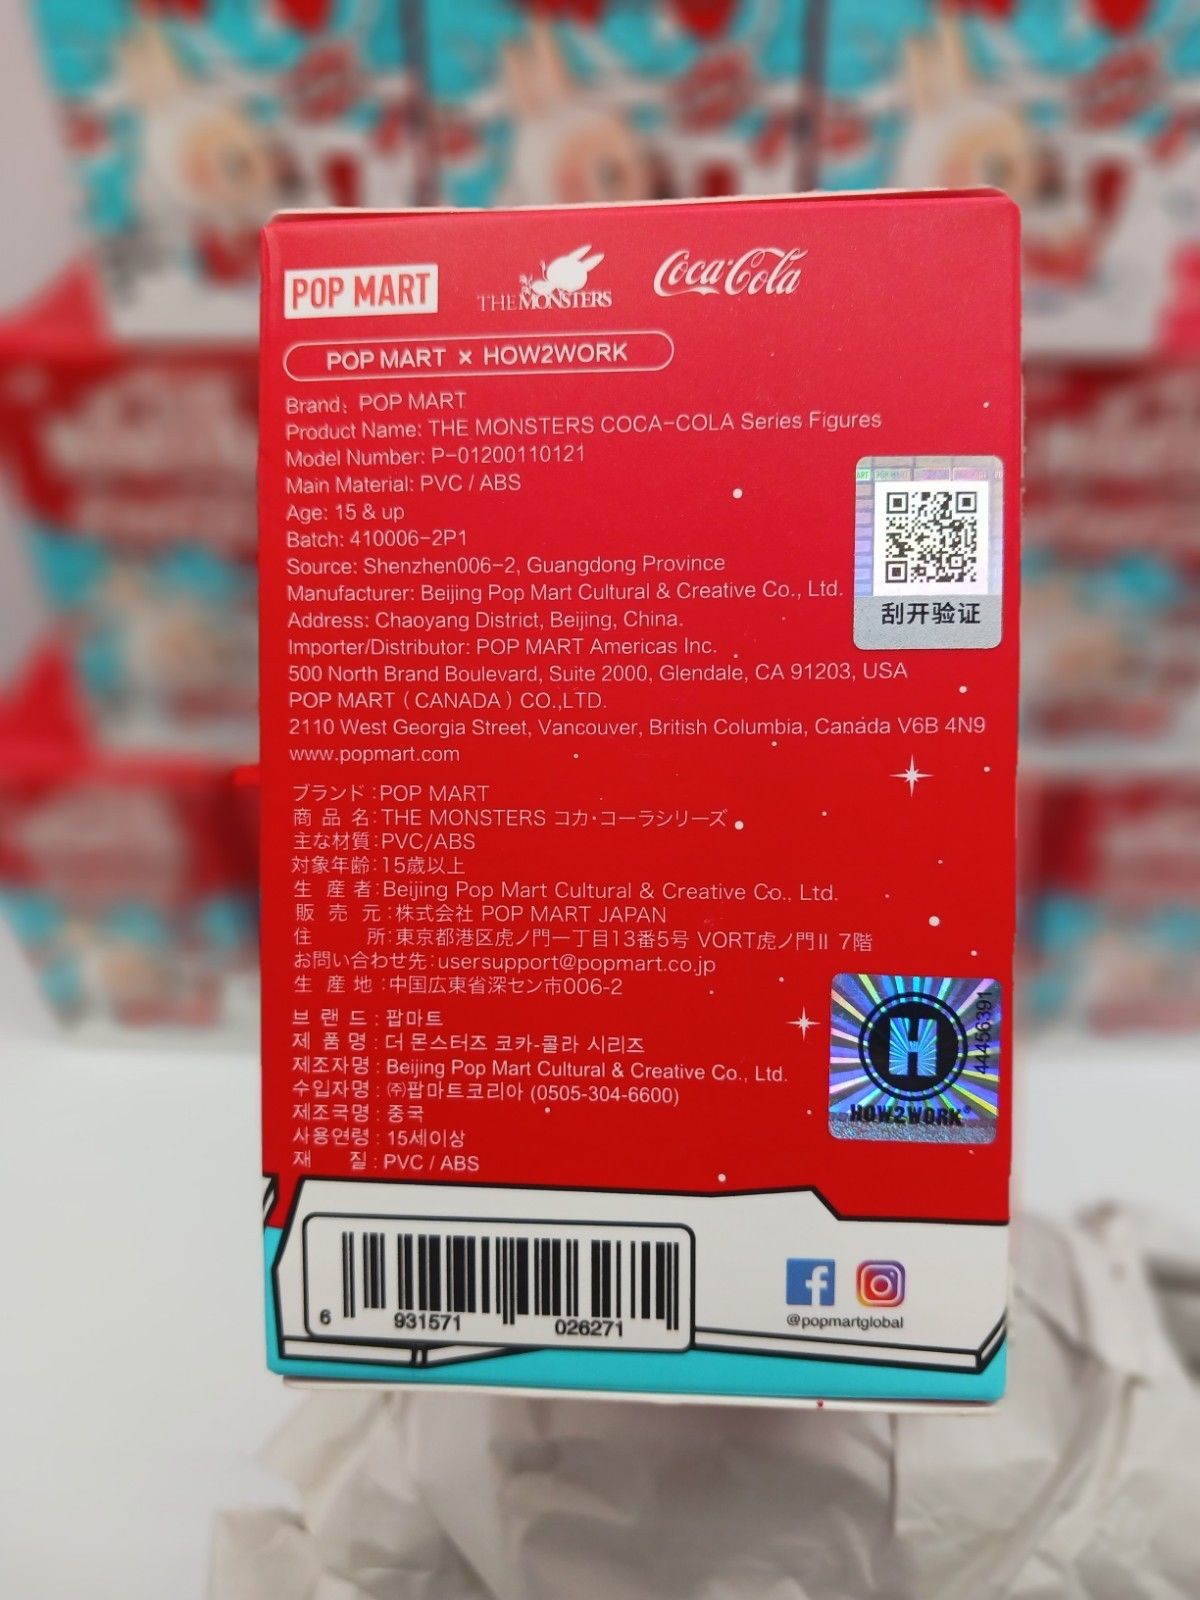 POP MART
THE MONSTERS
Coca-Cola
POP MART × HOW2WORK
Brand: POP MART
Product Name: THE MONSTERS COCA-COLA Series Figures
Model Number: P-01200110121
Main Material: PVC / ABS
Age: 15 & up
Batch: 410006-2P1
Source: Shenzhen006-2, Guangdong Province
Manufacturer: Beijing Pop Mart Cultural & Creative Co., Ltd.
Address: Chaoyang District, Beijing, China.
Importer/Distributor: POP MART Americas Inc.
500 North Brand Boulevard, Suite 2000, Glendale, CA 91203, USA
POP MART ( CANADA ) CO.,LTD.
2110 West Georgia Street, Vancouver, British Columbia, Canada V6B 4N9
www.popmart.com
刮开验证
ブランド:POP MART
商品名:THE MONSTERS コカ・コーラシリーズ
主な材質:PVC/ABS
対象年齢:15歳以上
生産者:Beijing Pop Mart Cultural & Creative Co., Ltd.
販売元:株式会社 POP MART JAPAN
住所:東京都港区虎ノ門一丁目13番5号 VORT虎ノ門Ⅱ 7階
お問い合わせ先:usersupport@popmart.co.jp
生産地:中国広東省深セン市006-2
브랜드 : 팝마트
제품명 : 더 몬스터즈 코카-콜라 시리즈
제조자명 : Beijing Pop Mart Cultural & Creative Co., Ltd.
수입자명 : ㈜팝마트코리아 (0505-304-6600)
제조국명 : 중국
사용연령 : 15세이상
재질 : PVC / ABS
H
HOW2WORK®
44456391
6 931571 026271
@popmartglobal